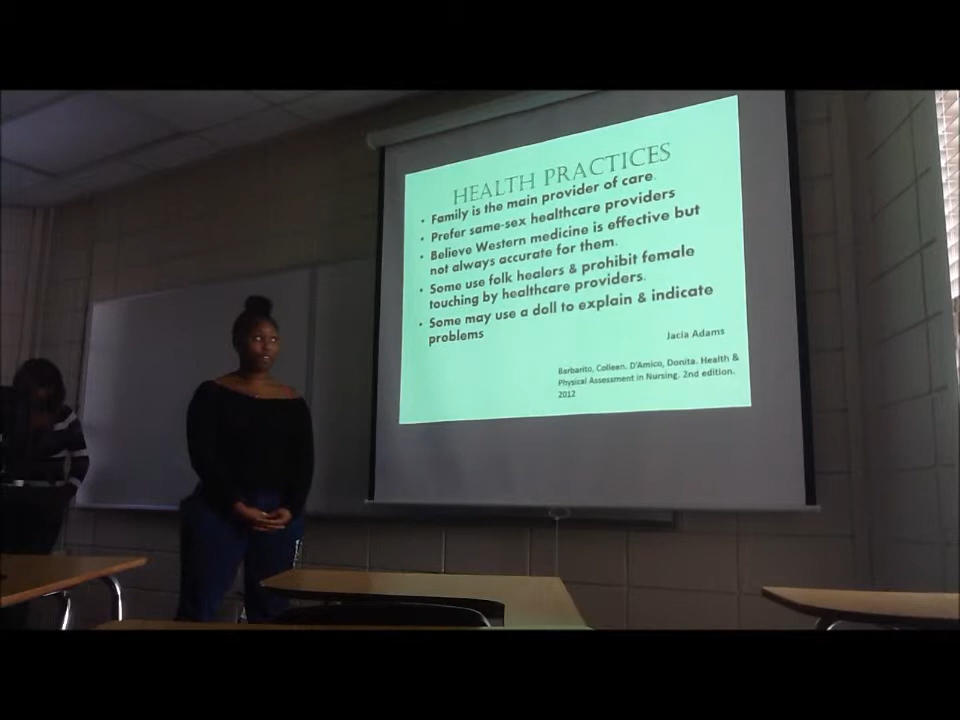 HEALTH PRACTICES
• Family is the main provider of care.
• Prefer same-sex healthcare providers
• Believe Western medicine is effective but
not always accurate for them.
• Some use folk healers & prohibit female
touching by healthcare providers.
• Some may use a doll to explain & indicate
problems
Jacia Adams
Barbarito, Colleen. D'Amico, Donita. Health &
Physical Assessment in Nursing. 2nd edition.
2012